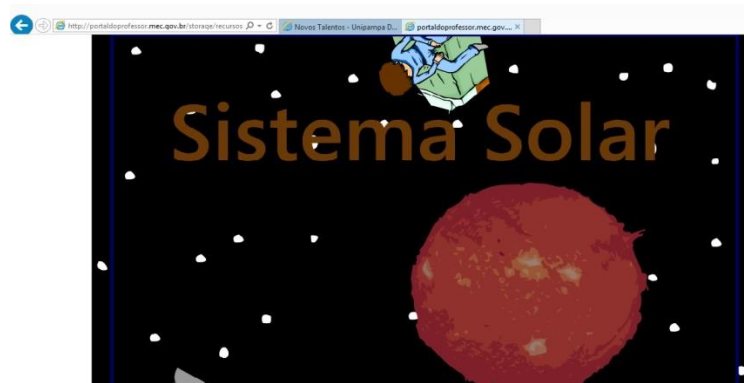 http://portaldoprofessor.mec.gov.br/storage/recursos
Novos Talentos - Unipampa D...
portaldoprofessor.mec.gov....
Sistema Solar